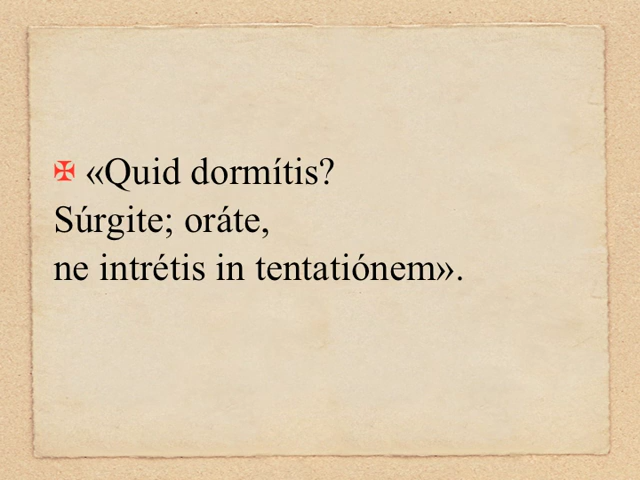 ✠ «Quid dormítis?
Súrgite; oráte,
ne intrétis in tentatiónem».